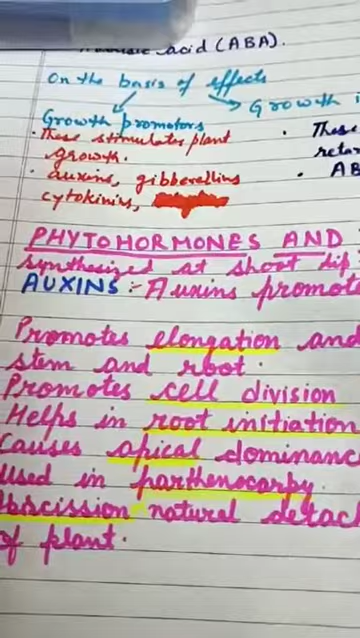 acid (ABA).
On the basis of effects
Growth promotors
Growth
• These stimulates plant
growth.
• auxins, gibberellins
cytokinins,
• These
retar
• AB
PHYTOHORMONES AND
synthesized at shoot tip
AUXINS :- Auxins promote
Promotes elongation and
stem and root.
Promotes cell division
Helps in root initiation
Causes apical dominanc
Used in parthenocarpy.
Abscission natural detach
of plant.